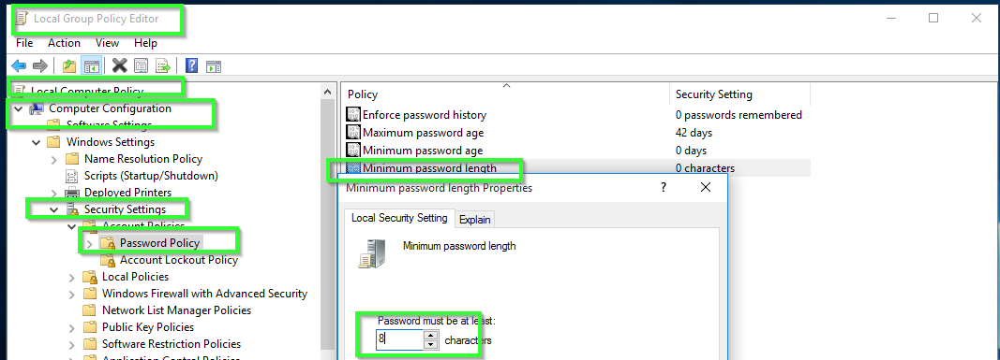 Local Group Policy Editor
File Action View Help
Local Computer Policy
Computer Configuration
Software Settings
Windows Settings
Name Resolution Policy
Scripts (Startup/Shutdown)
Deployed Printers
Security Settings
Account Policies
Password Policy
Account Lockout Policy
Local Policies
Windows Firewall with Advanced Security
Network List Manager Policies
Public Key Policies
Software Restriction Policies
Application Control Policies
Policy Security Setting
Enforce password history 0 passwords remembered
Maximum password age 42 days
Minimum password age 0 days
Minimum password length 0 characters
Minimum password length Properties
Local Security Setting Explain
Minimum password length
Password must be at least:
8 characters